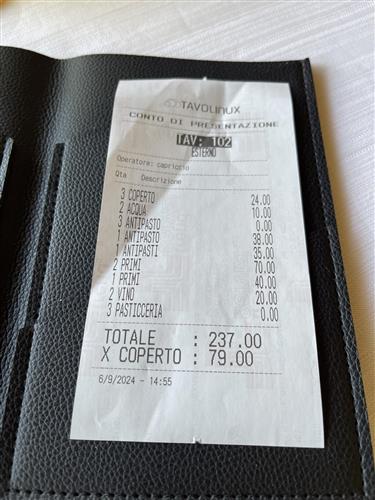 TAVOLINUX
CONTO DI PRESENTAZIONE
TAV: 102
ESTERNO
Operatore: capriccio
Qta Descrizione
3 COPERTO 24.00
2 ACQUA 10.00
3 ANTIPASTO 0.00
1 ANTIPASTO 38.00
1 ANTIPASTI 35.00
2 PRIMI 70.00
1 PRIMI 40.00
2 VINO 20.00
3 PASTICCERIA 0.00
TOTALE : 237.00
X COPERTO : 79.00
6/9/2024 - 14:55